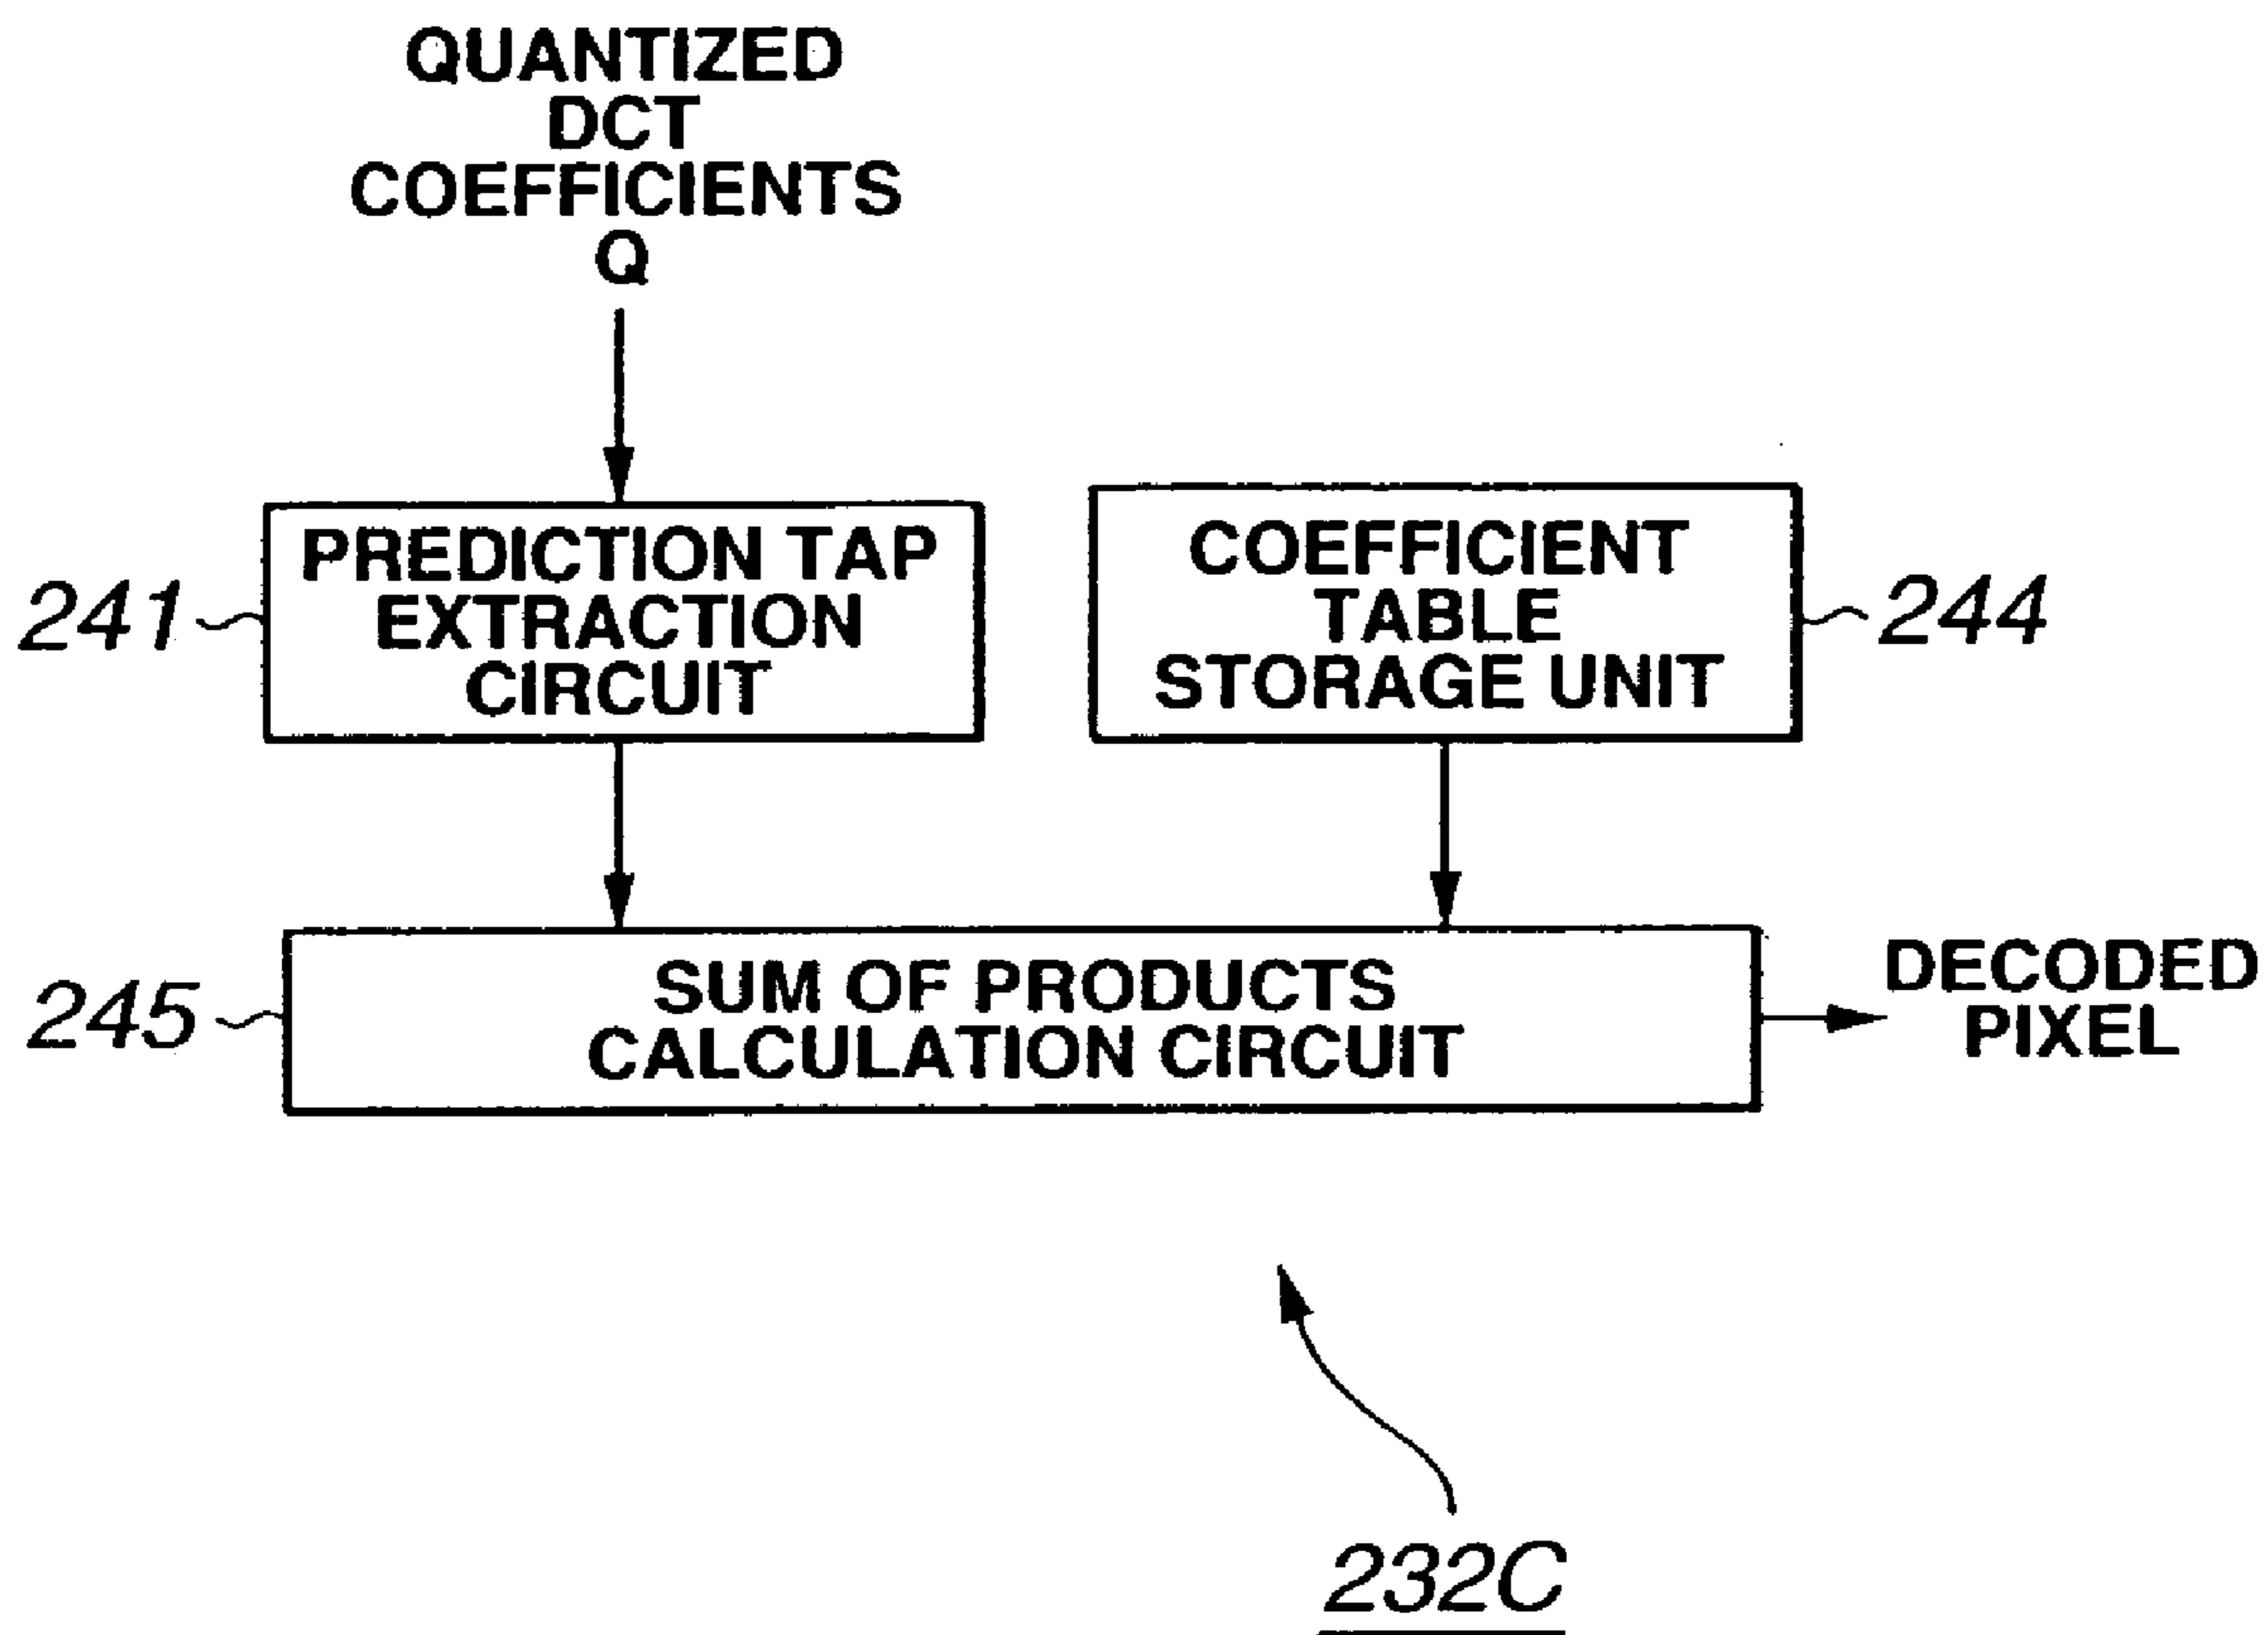 QUANTIZED
DCT
COEFFICIENTS
Q
241
PREDICTION TAP
EXTRACTION
CIRCUIT
COEFFICIENT
TABLE
STORAGE UNIT
244
245
SUM OF PRODUCTS
CALCULATION CIRCUIT
DECODED
PIXEL
232C